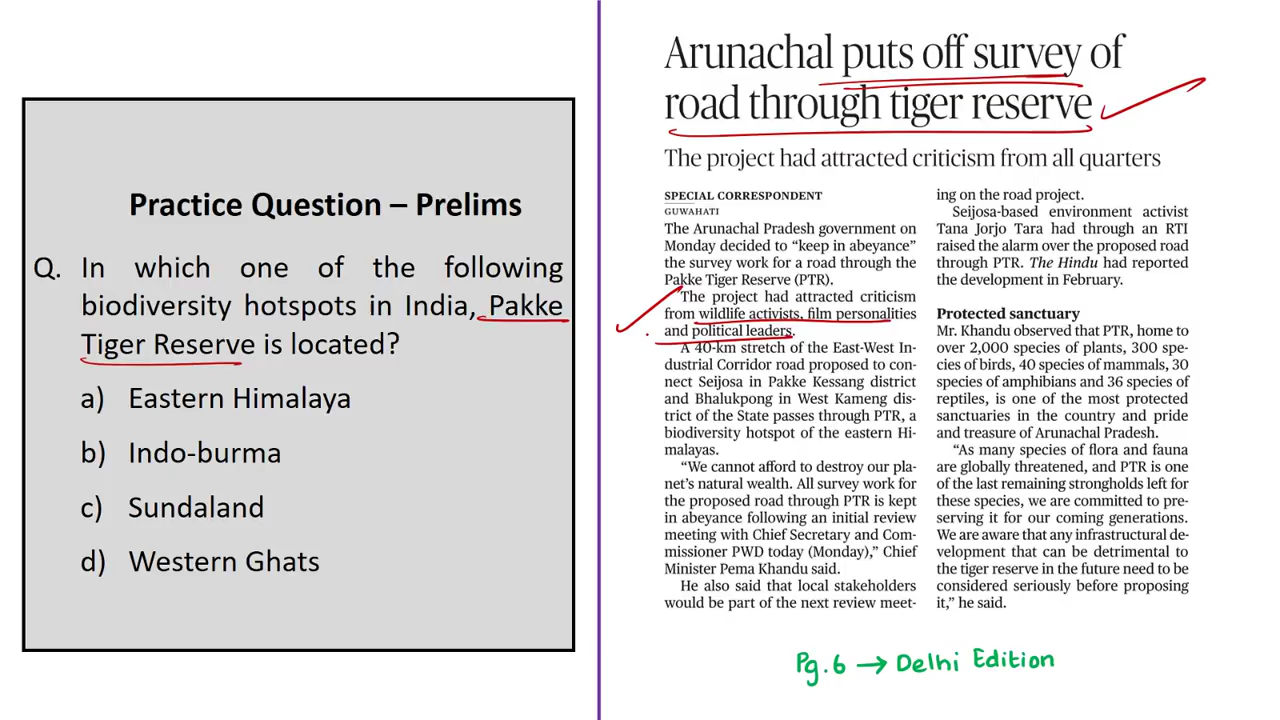 Practice Question – Prelims
Q. In which one of the following
biodiversity hotspots in India, Pakke
Tiger Reserve is located?
a) Eastern Himalaya
b) Indo-burma
c) Sundaland
d) Western Ghats
Arunachal puts off survey of
road through tiger reserve
The project had attracted criticism from all quarters
SPECIAL CORRESPONDENT
GUWAHATI
The Arunachal Pradesh government on
Monday decided to “keep in abeyance”
the survey work for a road through the
Pakke Tiger Reserve (PTR).
The project had attracted criticism
from wildlife activists, film personalities
and political leaders.
A 40-km stretch of the East-West In-
dustrial Corridor road proposed to con-
nect Seijosa in Pakke Kessang district
and Bhalukpong in West Kameng dis-
trict of the State passes through PTR, a
biodiversity hotspot of the eastern Hi-
malayas.
“We cannot afford to destroy our pla-
net’s natural wealth. All survey work for
the proposed road through PTR is kept
in abeyance following an initial review
meeting with Chief Secretary and Com-
missioner PWD today (Monday),” Chief
Minister Pema Khandu said.
He also said that local stakeholders
would be part of the next review meet-
ing on the road project.
Seijosa-based environment activist
Tana Jorjo Tara had through an RTI
raised the alarm over the proposed road
through PTR. The Hindu had reported
the development in February.
Protected sanctuary
Mr. Khandu observed that PTR, home to
over 2,000 species of plants, 300 spe-
cies of birds, 40 species of mammals, 30
species of amphibians and 36 species of
reptiles, is one of the most protected
sanctuaries in the country and pride
and treasure of Arunachal Pradesh.
“As many species of flora and fauna
are globally threatened, and PTR is one
of the last remaining strongholds left for
these species, we are committed to pre-
serving it for our coming generations.
We are aware that any infrastructural de-
velopment that can be detrimental to
the tiger reserve in the future need to be
considered seriously before proposing
it,” he said.
Pg. 6 → Delhi Edition